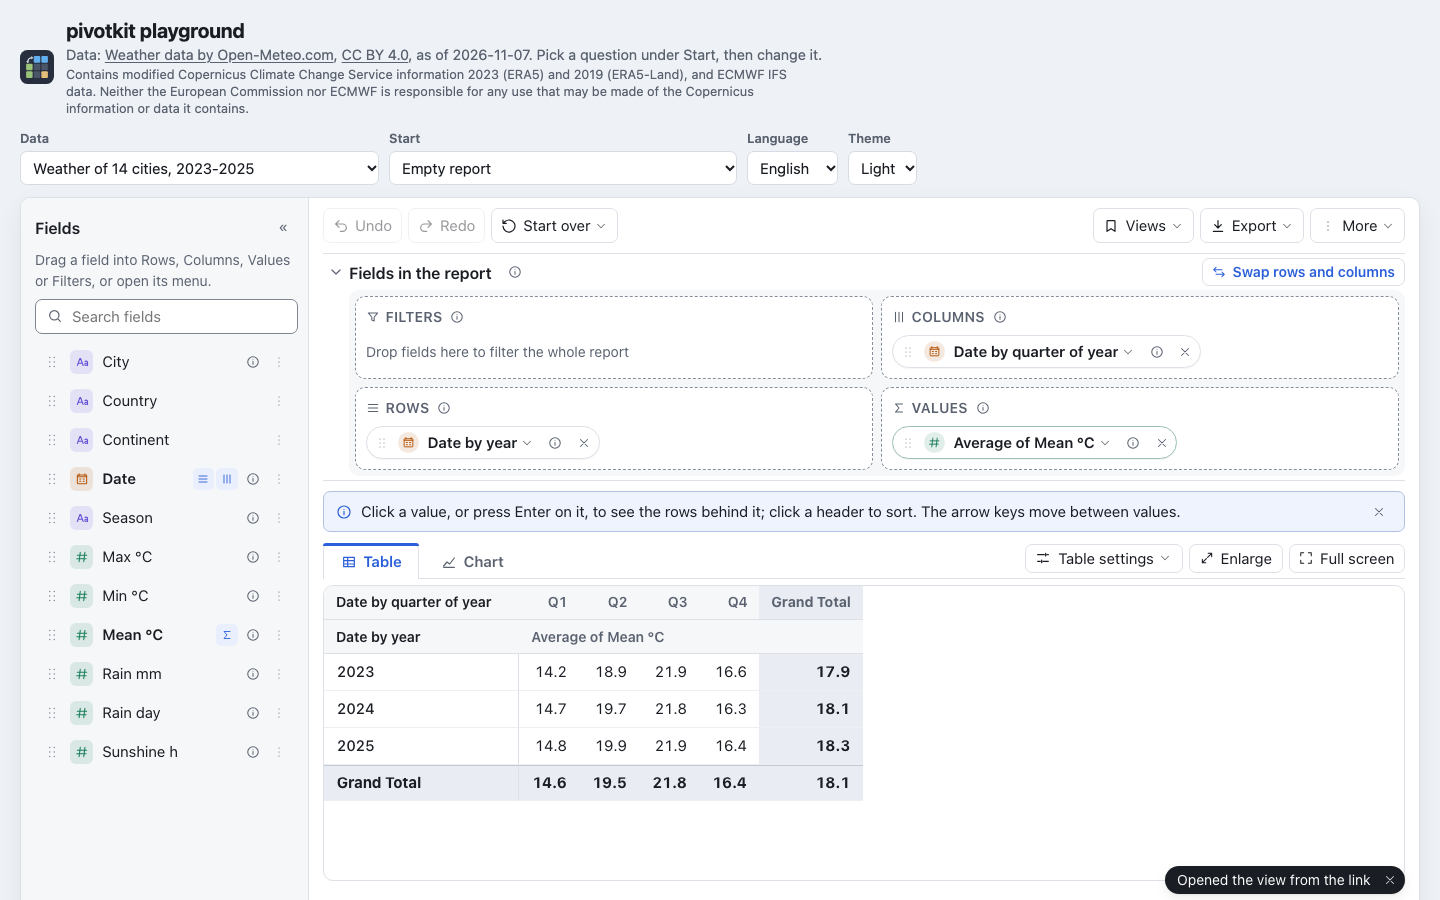 pivotkit playground
Data: Weather data by Open-Meteo.com, CC BY 4.0, as of 2026-11-07. Pick a question under Start, then change it.
Contains modified Copernicus Climate Change Service information 2023 (ERA5) and 2019 (ERA5-Land), and ECMWF IFS
data. Neither the European Commission nor ECMWF is responsible for any use that may be made of the Copernicus
information or data it contains.
Data Start Language Theme
Weather of 14 cities, 2023-2025 Empty report English Light
Fields «
Drag a field into Rows, Columns, Values
or Filters, or open its menu.
Search fields
Aa City
Aa Country
Aa Continent
Date
Aa Season
# Max °C
# Min °C
# Mean °C Σ
# Rain mm
# Rain day
# Sunshine h
Undo Redo Start over Views Export More
Fields in the report Swap rows and columns
FILTERS
Drop fields here to filter the whole report
COLUMNS
Date by quarter of year
ROWS
Date by year
Σ VALUES
# Average of Mean °C
Click a value, or press Enter on it, to see the rows behind it; click a header to sort. The arrow keys move between values.
Table Chart Table settings Enlarge Full screen
Date by quarter of year Q1 Q2 Q3 Q4 Grand Total
Date by year Average of Mean °C
2023 14.2 18.9 21.9 16.6 17.9
2024 14.7 19.7 21.8 16.3 18.1
2025 14.8 19.9 21.9 16.4 18.3
Grand Total 14.6 19.5 21.8 16.4 18.1
Opened the view from the link